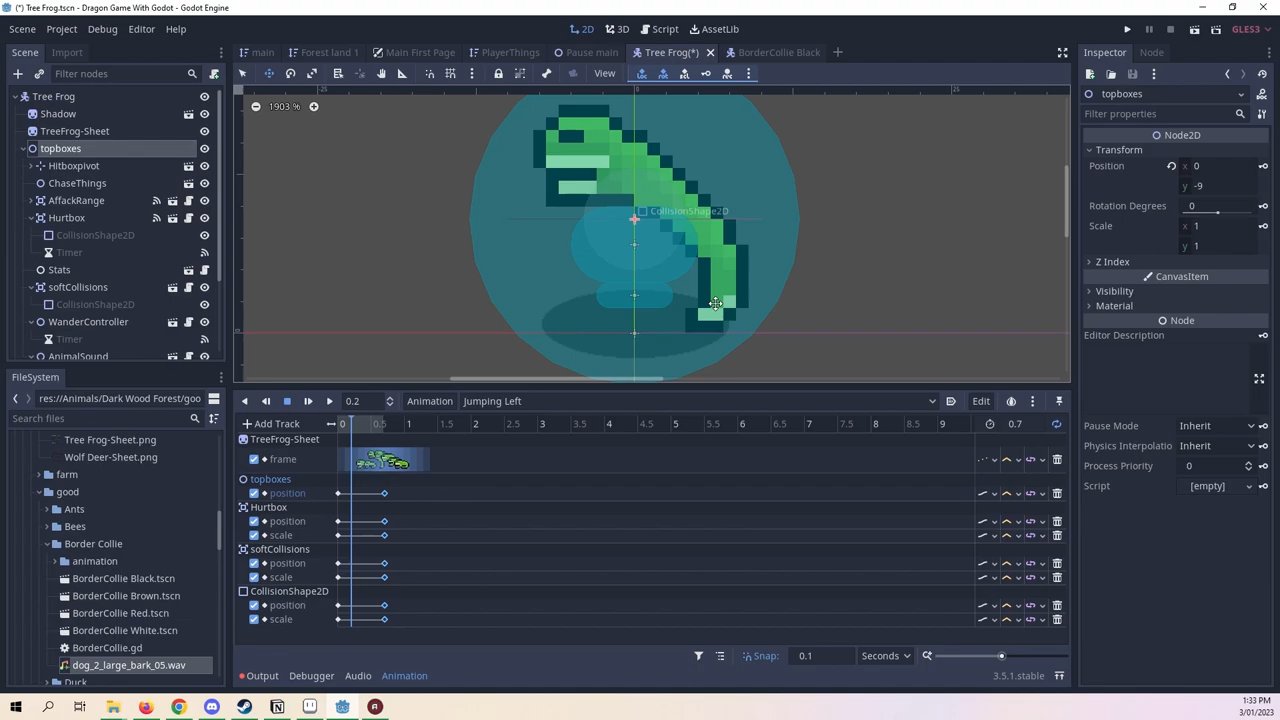 (*) Tree Frog.tscn - Dragon Game With Godot - Godot Engine
Scene Project Debug Editor Help
2D 3D Script AssetLib
GLES3
Scene Import
main Forest land 1 Main First Page PlayerThings Pause main Tree Frog(*) BorderCollie Black
Inspector Node
Filter nodes
View
Tree Frog
Shadow
TreeFrog-Sheet
topboxes
Hitboxpivot
ChaseThings
AffackRange
Hurtbox
CollisionShape2D
Timer
Stats
softCollisions
CollisionShape2D
WanderController
Timer
AnimalSound
-25 0 25
1903 %
CollisionShape2D
0
topboxes
Filter properties
Node2D
Transform
Position x 0
y -9
Rotation Degrees 0
Scale x 1
y 1
Z Index
CanvasItem
Visibility
Material
Node
Editor Description
Pause Mode Inherit
Physics Interpolatio Inherit
Process Priority 0
Script [empty]
FileSystem
res://Animals/Dark Wood Forest/goo
Search files
Tree Frog-Sheet.png
Wolf Deer-Sheet.png
farm
good
Ants
Bees
Border Collie
animation
BorderCollie Black.tscn
BorderCollie Brown.tscn
BorderCollie Red.tscn
BorderCollie White.tscn
BorderCollie.gd
dog_2_large_bark_05.wav
Duck
0.2 Animation Jumping Left Edit
Add Track 0 0.5 1 1.5 2 2.5 3 3.5 4 4.5 5 5.5 6 6.5 7 7.5 8 8.5 9 9.5 0.7
TreeFrog-Sheet
frame
topboxes
position
Hurtbox
position
scale
softCollisions
position
scale
CollisionShape2D
position
scale
Snap: 0.1 Seconds
Output Debugger Audio Animation
3.5.1.stable
1:33 PM
3/01/2023